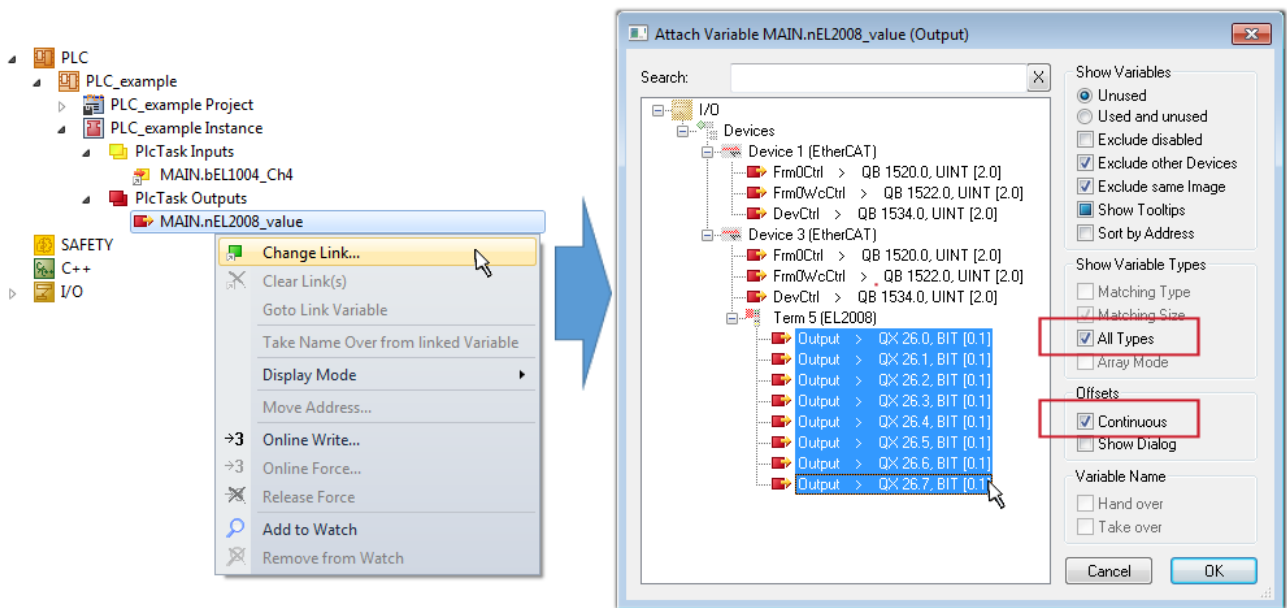 PLC
PLC_example
PLC_example Project
PLC_example Instance
PlcTask Inputs
MAIN.bEL1004_Ch4
PlcTask Outputs
MAIN.nEL2008_value
SAFETY
C++
I/O
Change Link...
Clear Link(s)
Goto Link Variable
Take Name Over from linked Variable
Display Mode
Move Address...
→3 Online Write...
→3 Online Force...
Release Force
Add to Watch
Remove from Watch
Attach Variable MAIN.nEL2008_value (Output)
Search:
X
I/O
Devices
Device 1 (EtherCAT)
Frm0Ctrl > QB 1520.0, UINT [2.0]
Frm0WcCtrl > QB 1522.0, UINT [2.0]
DevCtrl > QB 1534.0, UINT [2.0]
Device 3 (EtherCAT)
Frm0Ctrl > QB 1520.0, UINT [2.0]
Frm0WcCtrl > QB 1522.0, UINT [2.0]
DevCtrl > QB 1534.0, UINT [2.0]
Term 5 (EL2008)
Output > QX 26.0, BIT [0.1]
Output > QX 26.1, BIT [0.1]
Output > QX 26.2, BIT [0.1]
Output > QX 26.3, BIT [0.1]
Output > QX 26.4, BIT [0.1]
Output > QX 26.5, BIT [0.1]
Output > QX 26.6, BIT [0.1]
Output > QX 26.7, BIT [0.1]
Show Variables
Unused
Used and unused
Exclude disabled
Exclude other Devices
Exclude same Image
Show Tooltips
Sort by Address
Show Variable Types
Matching Type
Matching Size
All Types
Array Mode
Offsets
Continuous
Show Dialog
Variable Name
Hand over
Take over
Cancel
OK